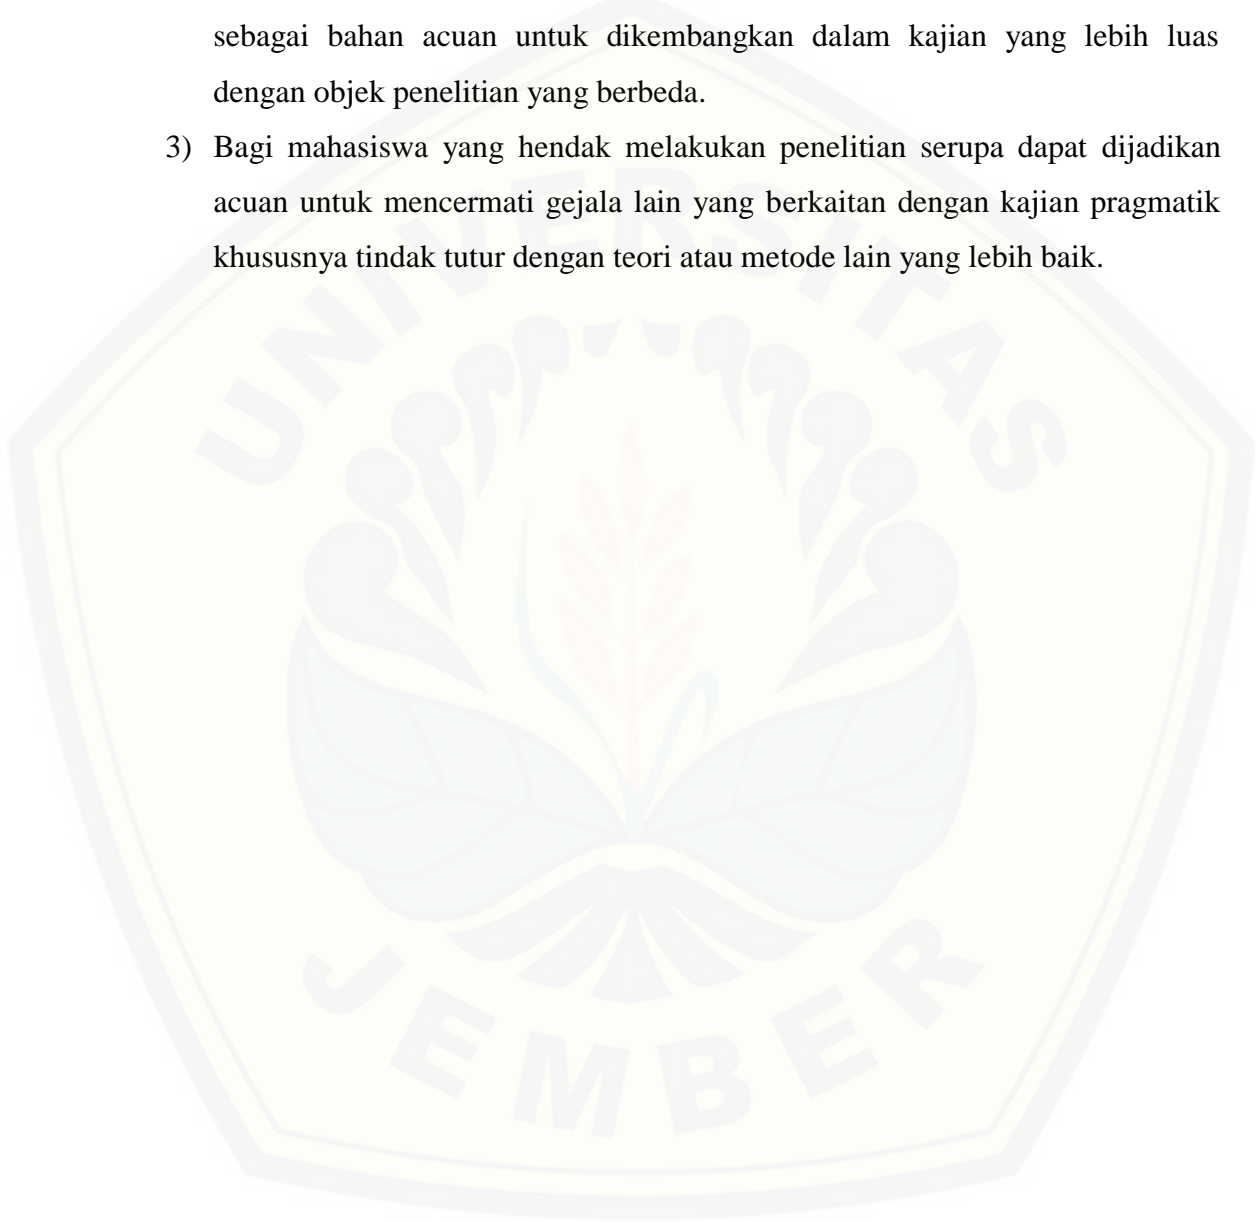 sebagai bahan acuan untuk dikembangkan dalam kajian yang lebih luas
dengan objek penelitian yang berbeda.
3) Bagi mahasiswa yang hendak melakukan penelitian serupa dapat dijadikan
acuan untuk mencermati gejala lain yang berkaitan dengan kajian pragmatik
khususnya tindak tutur dengan teori atau metode lain yang lebih baik.
UNIVERSITAS
JEMBER